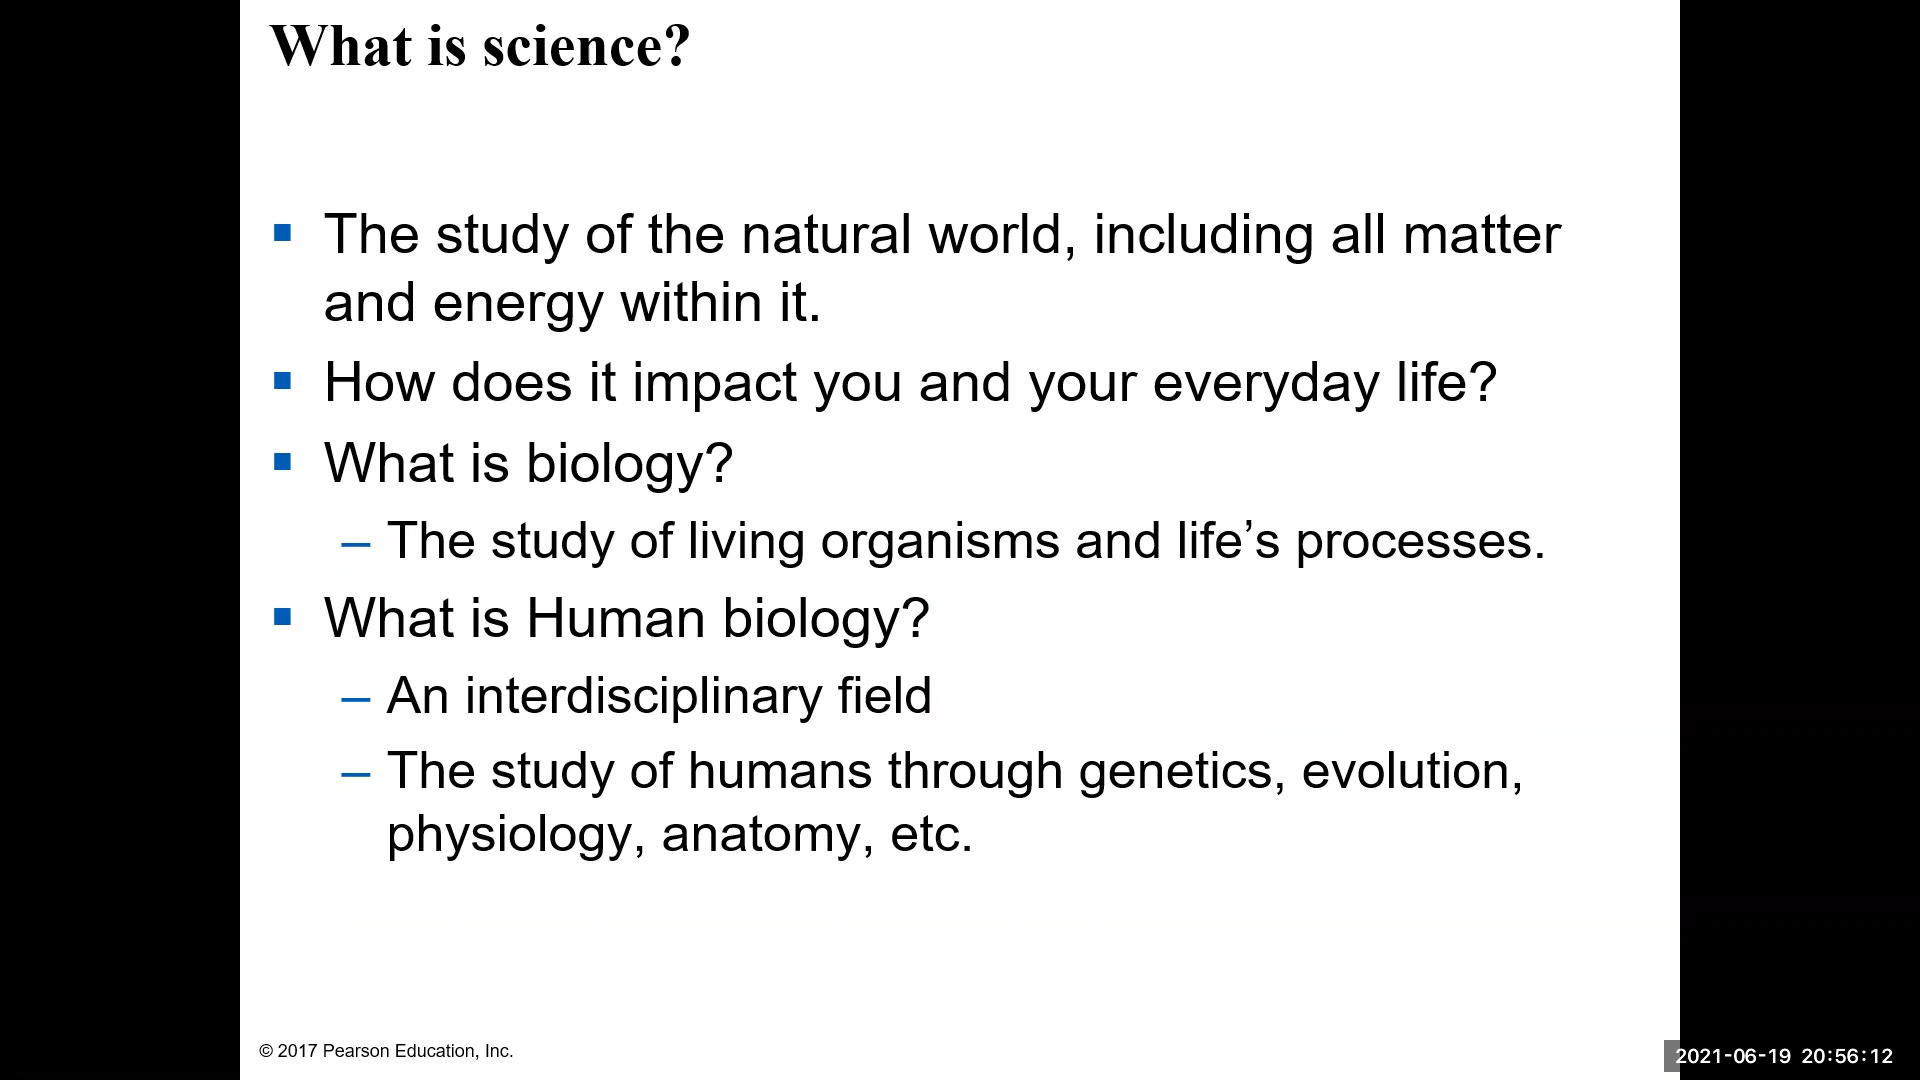 What is science?
▪ The study of the natural world, including all matter
and energy within it.
▪ How does it impact you and your everyday life?
▪ What is biology?
– The study of living organisms and life’s processes.
▪ What is Human biology?
– An interdisciplinary field
– The study of humans through genetics, evolution,
physiology, anatomy, etc.
© 2017 Pearson Education, Inc.
2021-06-19 20:56:12